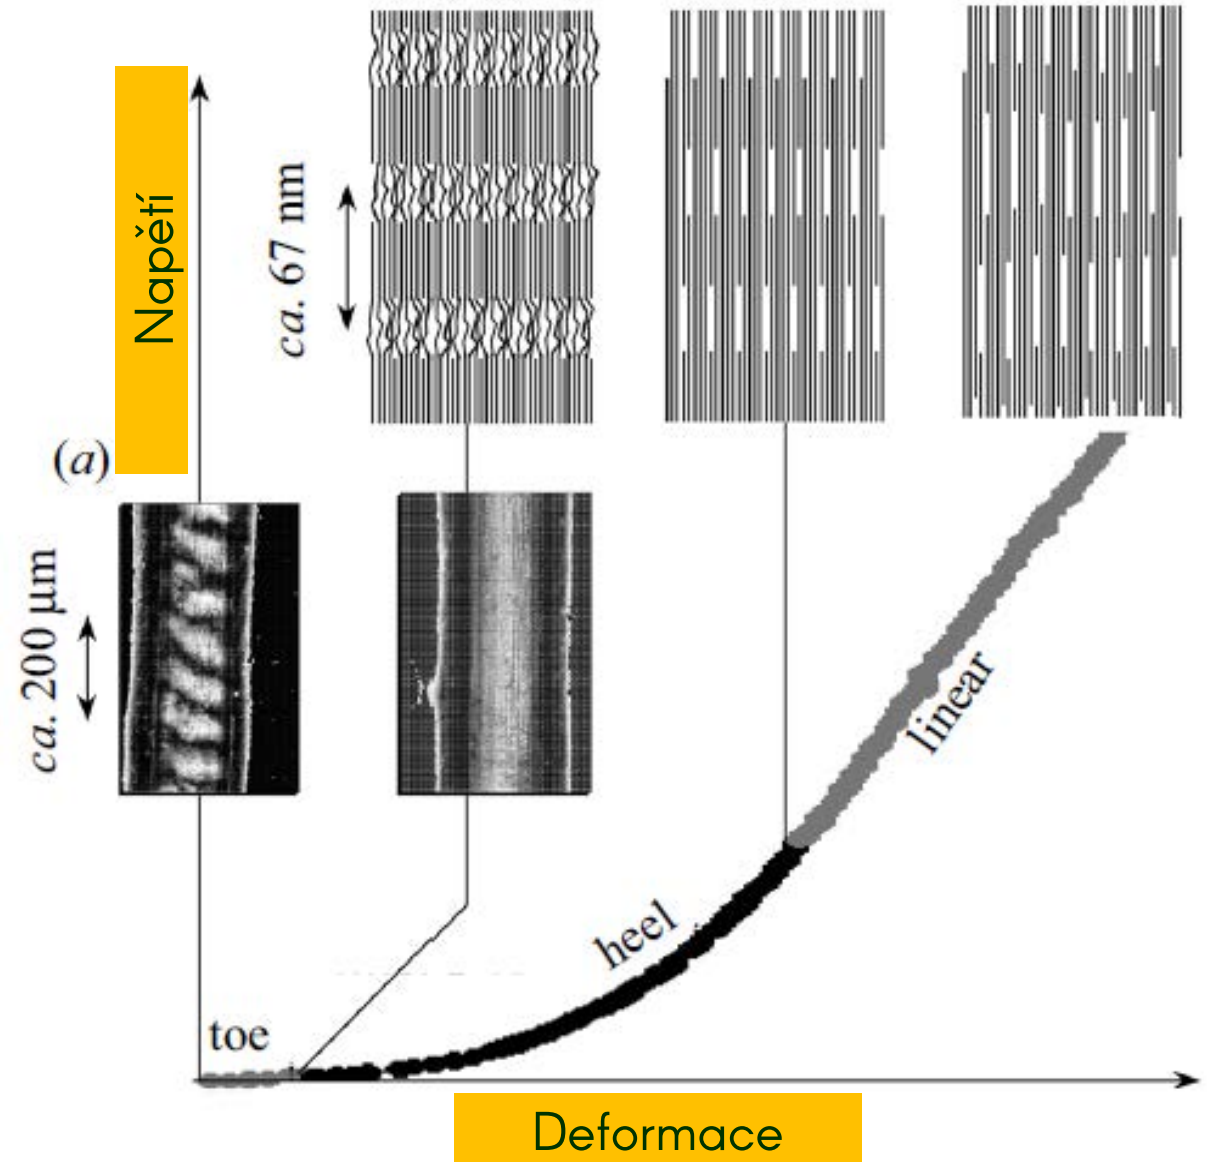 Napětí
ca. 67 nm
(a)
ca. 200 µm
linear
heel
toe
Deformace